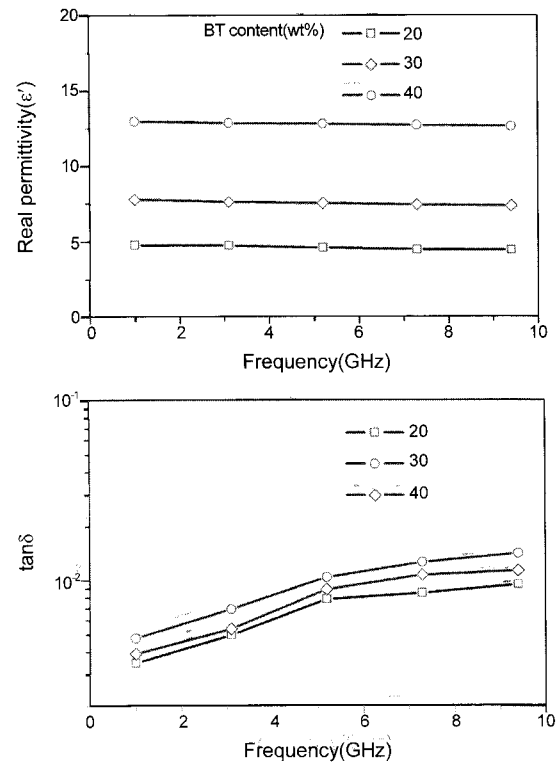 BT content(wt%)
20
30
40
Real permittivity(ε′)
20
15
10
5
0
0 2 4 6 8 10
Frequency(GHz)
20
30
40
tanδ
10⁻¹
10⁻²
0 2 4 6 8 10
Frequency(GHz)